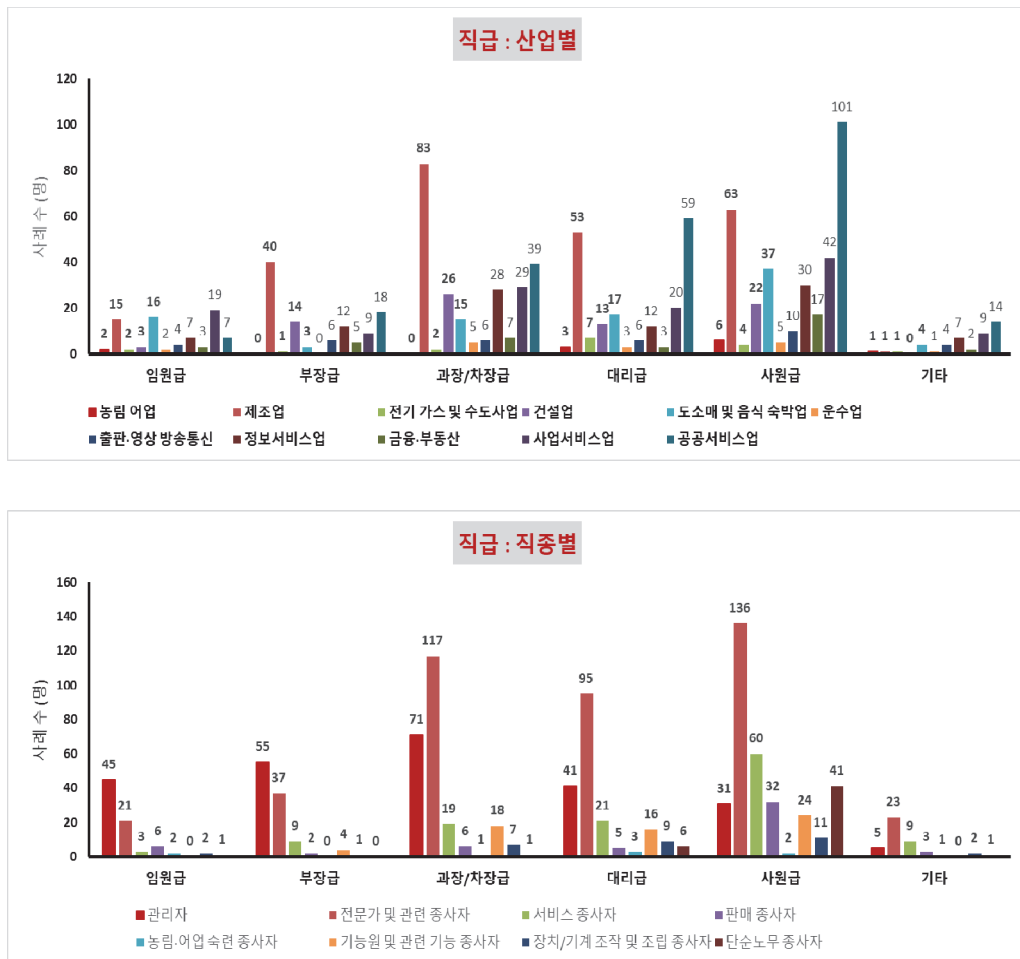 직급 : 산업별
120
100
80
60
40
20
0
사례 수 (명)
2 15 2 3 16 2 4 7 3 19 7
0 40 1 14 3 0 6 12 5 9 18
0 83 2 26 15 5 6 28 7 29 39
3 53 7 13 17 3 6 12 3 20 59
6 63 4 22 37 5 10 30 17 42 101
1 1 1 0 4 1 4 7 2 9 14
임원급 부장급 과장/차장급 대리급 사원급 기타
농림 어업 제조업 전기 가스 및 수도사업 건설업 도소매 및 음식 숙박업 운수업
출판·영상 방송통신 정보서비스업 금융·부동산 사업서비스업 공공서비스업
직급 : 직종별
160
140
120
100
80
60
40
20
0
사례 수 (명)
45 21 3 6 2 0 2 1
55 37 9 2 0 4 1 0
71 117 19 6 1 18 7 1
41 95 21 5 3 16 9 6
31 136 60 32 2 24 11 41
5 23 9 3 1 0 2 1
임원급 부장급 과장/차장급 대리급 사원급 기타
관리자 전문가 및 관련 종사자 서비스 종사자 판매 종사자
농림·어업 숙련 종사자 기능원 및 관련 기능 종사자 장치/기계 조작 및 조립 종사자 단순노무 종사자